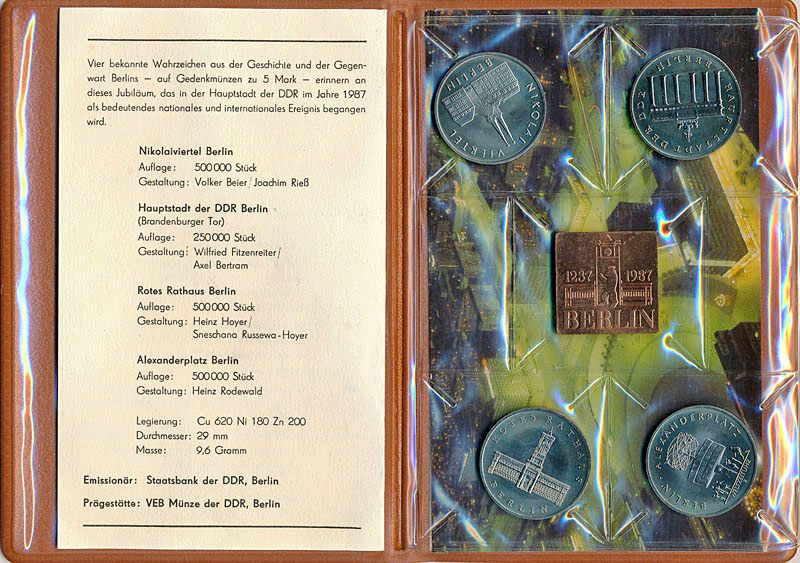 Vier bekannte Wahrzeichen aus der Geschichte und der Gegen-
wart Berlins — auf Gedenkmünzen zu 5 Mark — erinnern an
dieses Jubiläum, das in der Hauptstadt der DDR im Jahre 1987
als bedeutendes nationales und internationales Ereignis begangen
wird.
Nikolaiviertel Berlin
Auflage: 500000 Stück
Gestaltung: Volker Beier/Joachim Rieß
Hauptstadt der DDR Berlin
(Brandenburger Tor)
Auflage: 250000 Stück
Gestaltung: Wilfried Fitzenreiter/
Axel Bertram
Rotes Rathaus Berlin
Auflage: 500000 Stück
Gestaltung: Heinz Hoyer/
Sneschana Russewa-Hoyer
Alexanderplatz Berlin
Auflage: 500000 Stück
Gestaltung: Heinz Rodewald
Legierung: Cu 620 Ni 180 Zn 200
Durchmesser: 29 mm
Masse: 9,6 Gramm
Emissionär: Staatsbank der DDR, Berlin
Prägestätte: VEB Münze der DDR, Berlin
BERLIN NIKOLAI VIERTEL
HAUPTSTADT DER DDR BERLIN
1237 1987
BERLIN
ROTES RATHAUS BERLIN
BERLIN · ALEXANDERPLATZ